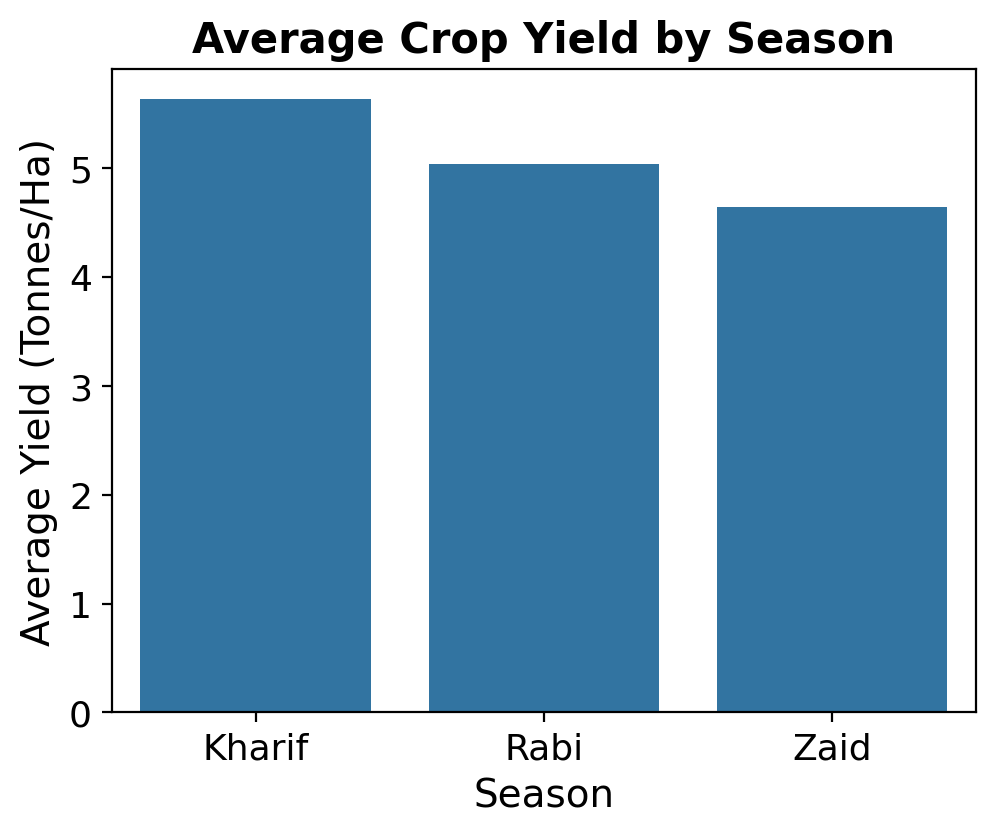 Average Crop Yield by Season
Average Yield (Tonnes/Ha)
5
4
3
2
1
0
Kharif Rabi Zaid
Season